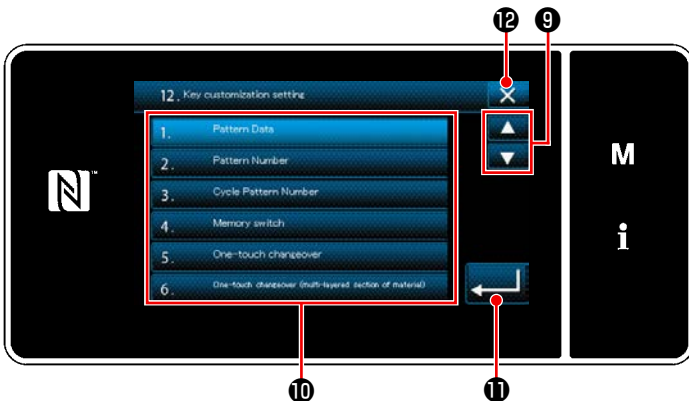 ⓬ ❾
12. Key customization setting
1. Pattern Data
2. Pattern Number
3. Cycle Pattern Number
4. Memory switch
5. One-touch changeover
6. One-touch changeover (multi-layered section of material)
N™
M
i
❿ ⓫